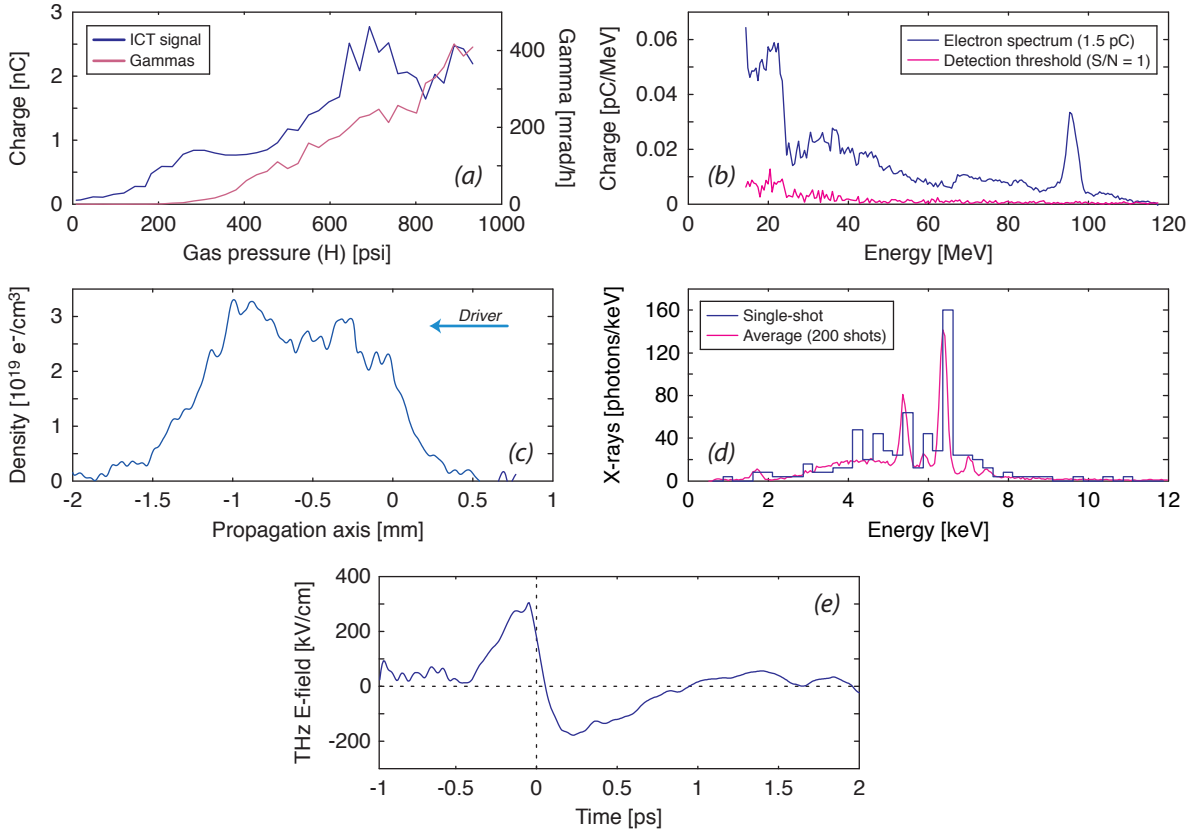 3
2
1
0
Charge [nC]
ICT signal
Gammas
(a)
400
200
0
Gamma [mrad/h]
0
200
400
600
800
1000
Gas pressure (H) [psi]
0.06
0.04
0.02
0
Charge [pC/MeV]
Electron spectrum (1.5 pC)
Detection threshold (S/N = 1)
(b)
20
40
60
80
100
120
Energy [MeV]
3
2
1
0
Density [10¹⁹ e⁻/cm³]
Driver
(c)
-2
-1.5
-1
-0.5
0
0.5
1
Propagation axis [mm]
160
120
80
40
0
X-rays [photons/keV]
Single-shot
Average (200 shots)
(d)
0
2
4
6
8
10
12
Energy [keV]
400
200
0
-200
THz E-field [kV/cm]
(e)
-1
-0.5
0
0.5
1
1.5
2
Time [ps]